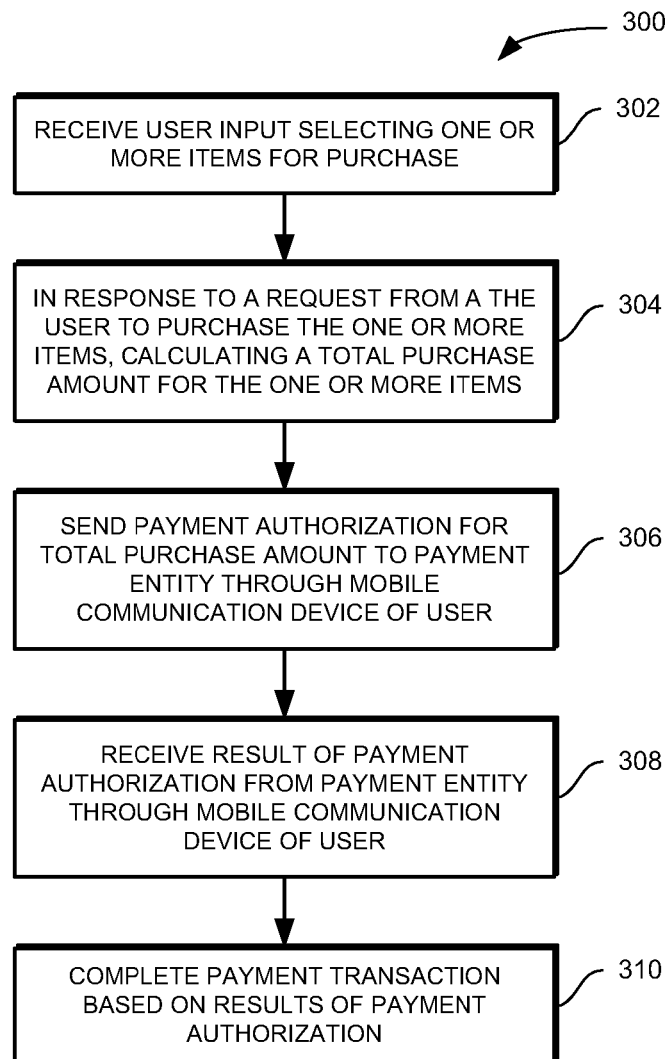 300
RECEIVE USER INPUT SELECTING ONE OR
MORE ITEMS FOR PURCHASE
302
IN RESPONSE TO A REQUEST FROM A THE
USER TO PURCHASE THE ONE OR MORE
ITEMS, CALCULATING A TOTAL PURCHASE
AMOUNT FOR THE ONE OR MORE ITEMS
304
SEND PAYMENT AUTHORIZATION FOR
TOTAL PURCHASE AMOUNT TO PAYMENT
ENTITY THROUGH MOBILE
COMMUNICATION DEVICE OF USER
306
RECEIVE RESULT OF PAYMENT
AUTHORIZATION FROM PAYMENT ENTITY
THROUGH MOBILE COMMUNICATION
DEVICE OF USER
308
COMPLETE PAYMENT TRANSACTION
BASED ON RESULTS OF PAYMENT
AUTHORIZATION
310